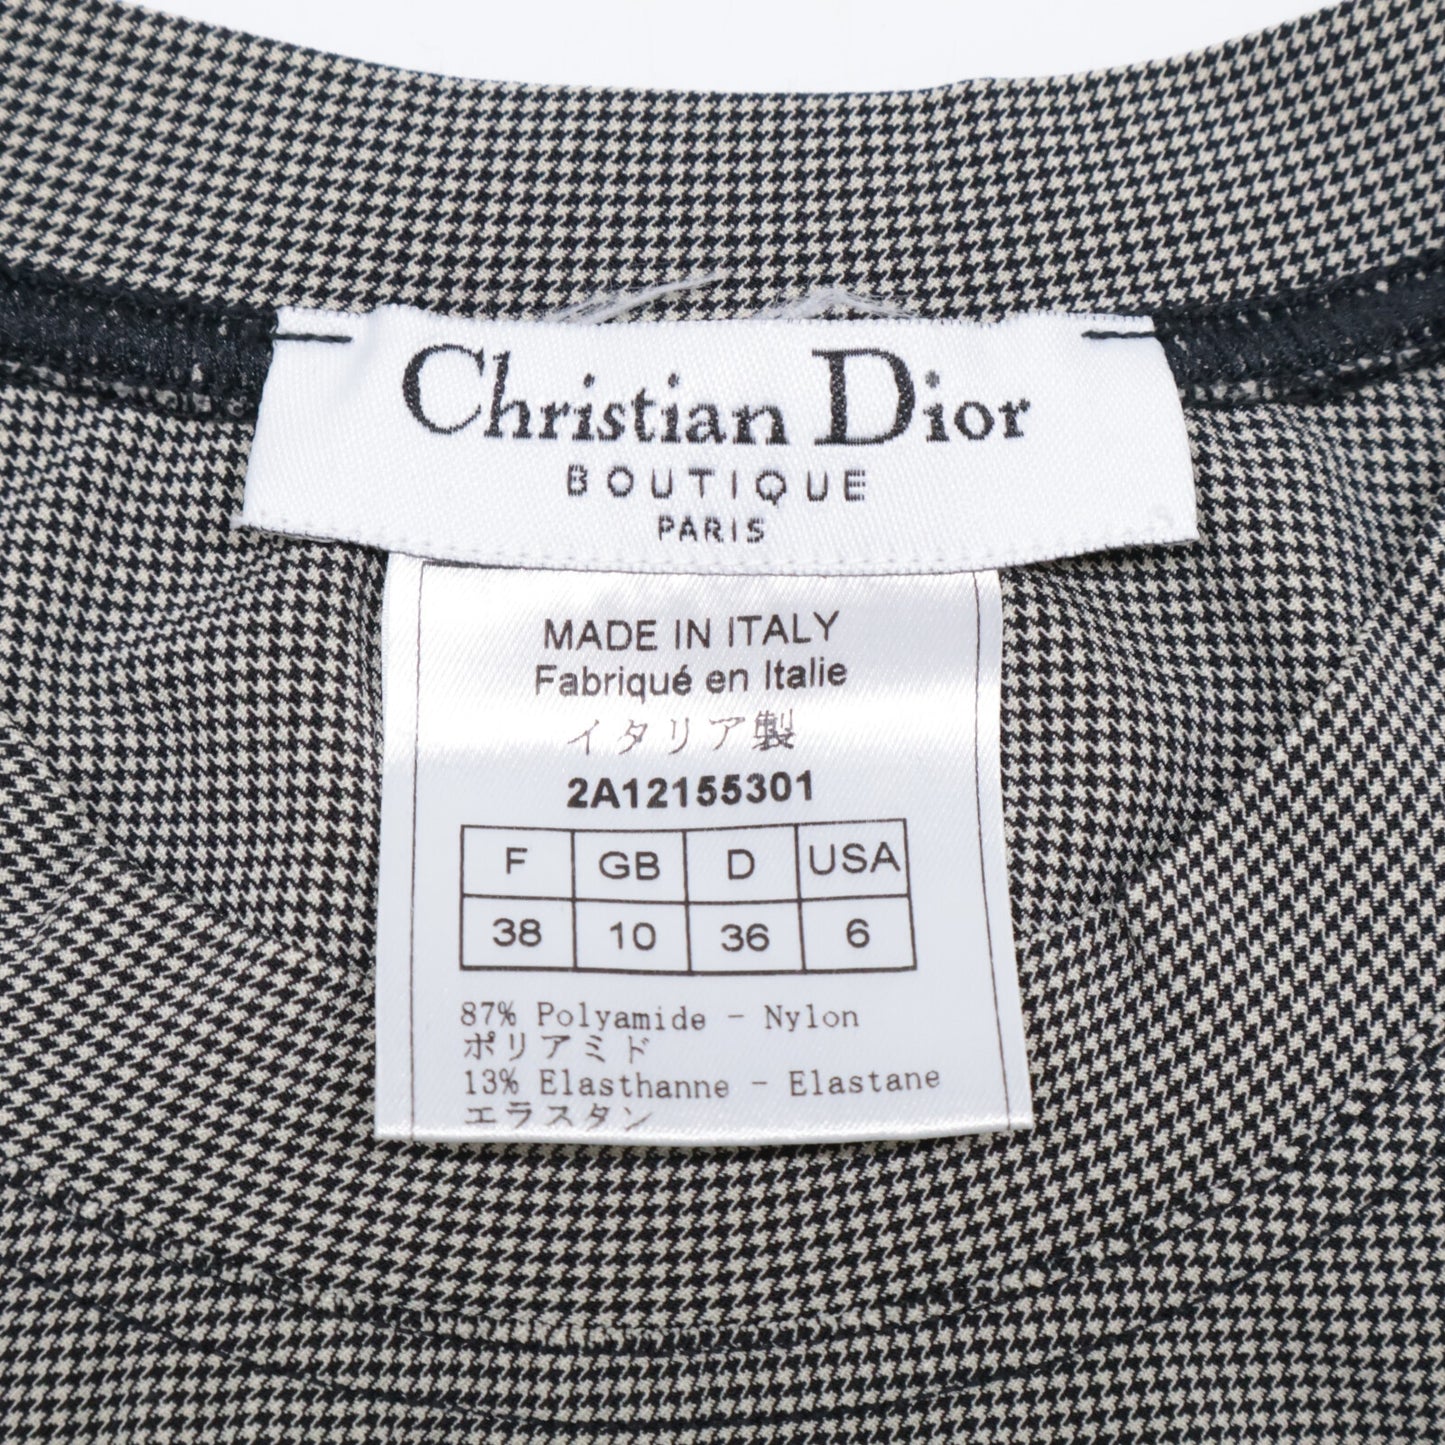 Christian Dior
BOUTIQUE
PARIS
MADE IN ITALY
Fabriqué en Italie
イタリア製
2A12155301
F GB D USA
38 10 36 6
87% Polyamide - Nylon
ポリアミド
13% Elasthanne - Elastane
エラスタン